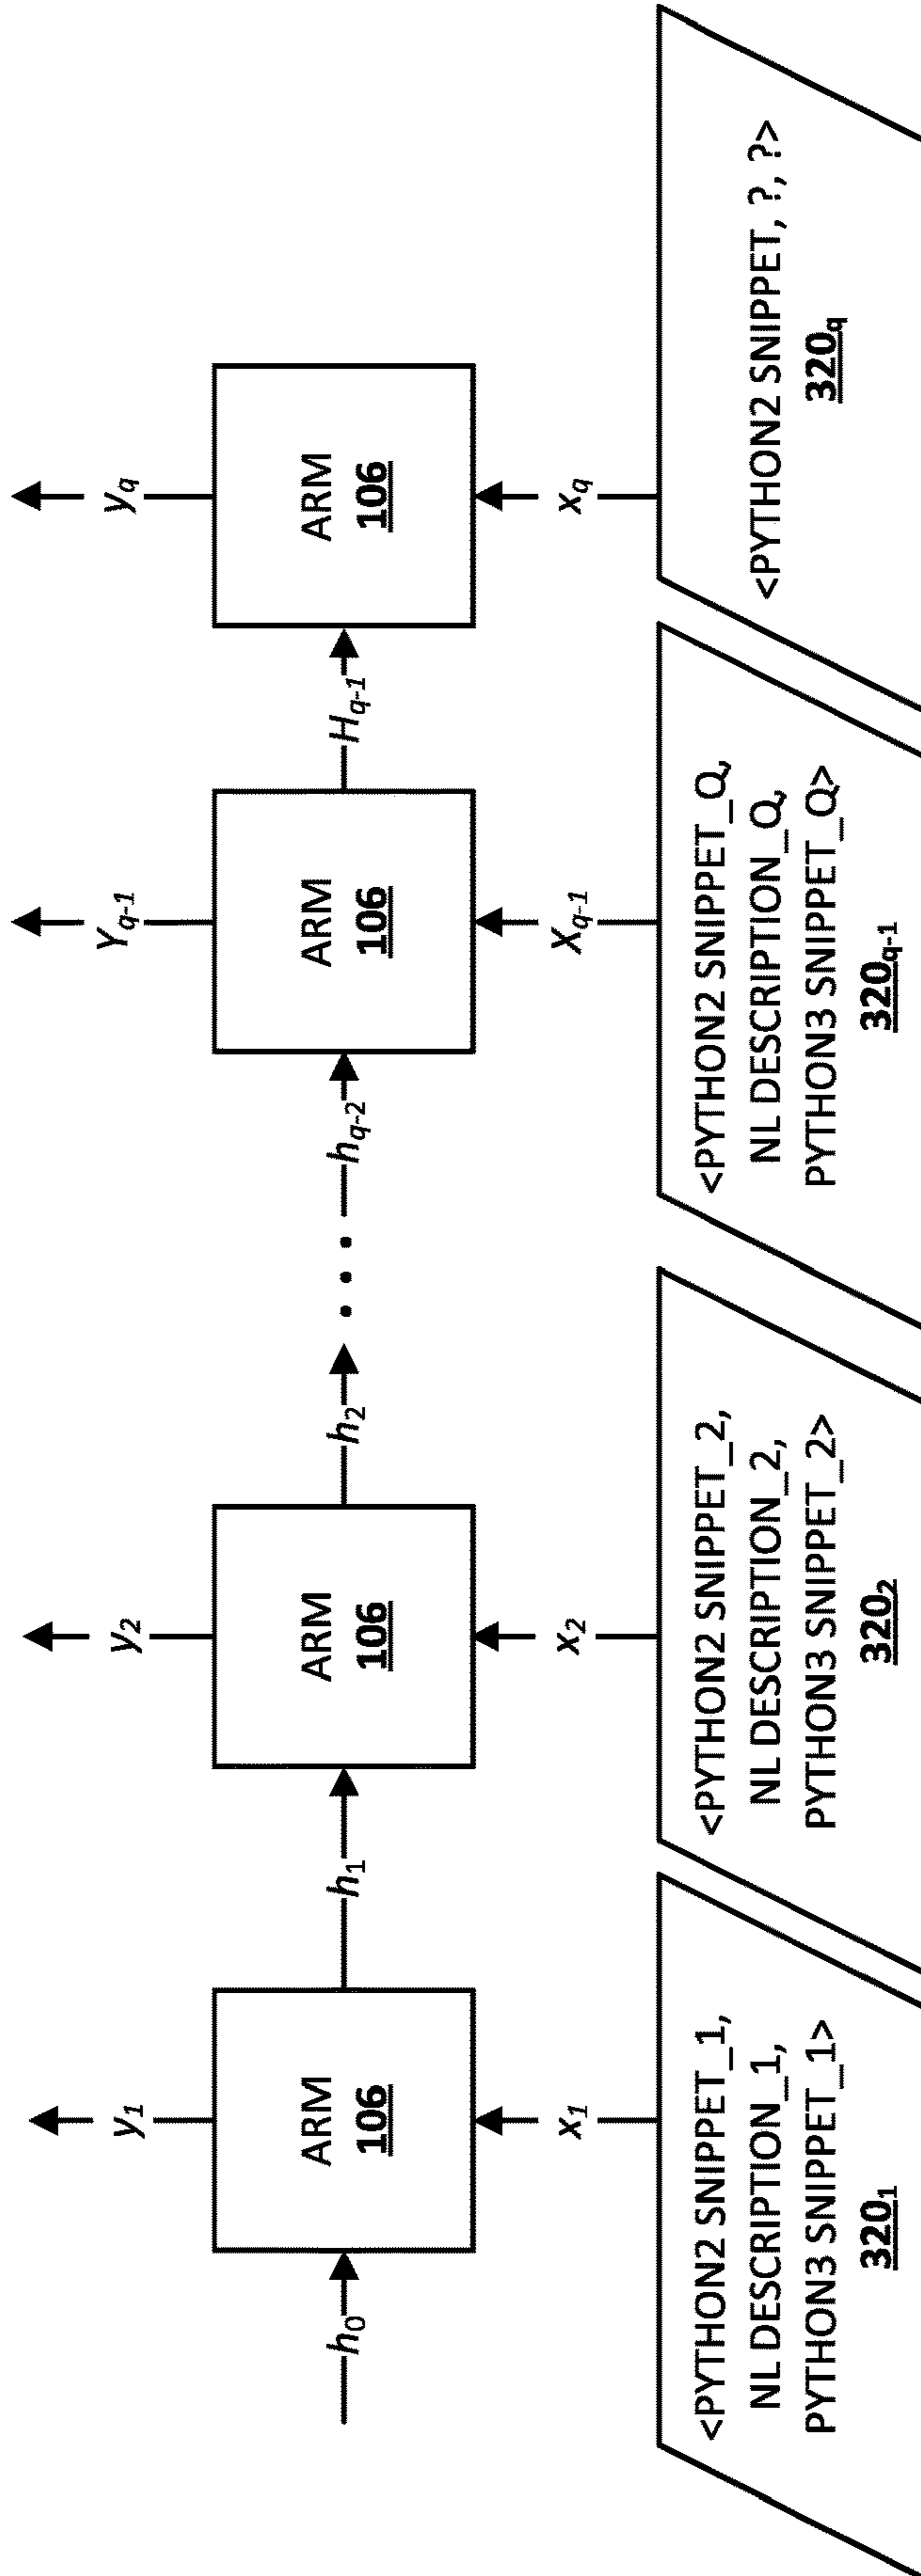 y1
y2
Yq-1
yq
h0
ARM
106
h1
ARM
106
h2
hq-2
ARM
106
Hq-1
ARM
106
x1
x2
Xq-1
xq
<PYTHON2 SNIPPET_1,
NL DESCRIPTION_1,
PYTHON3 SNIPPET_1>
3201
<PYTHON2 SNIPPET_2,
NL DESCRIPTION_2,
PYTHON3 SNIPPET_2>
3202
<PYTHON2 SNIPPET_Q,
NL DESCRIPTION_Q,
PYTHON3 SNIPPET_Q>
320q-1
<PYTHON2 SNIPPET, ?, ?>
320q